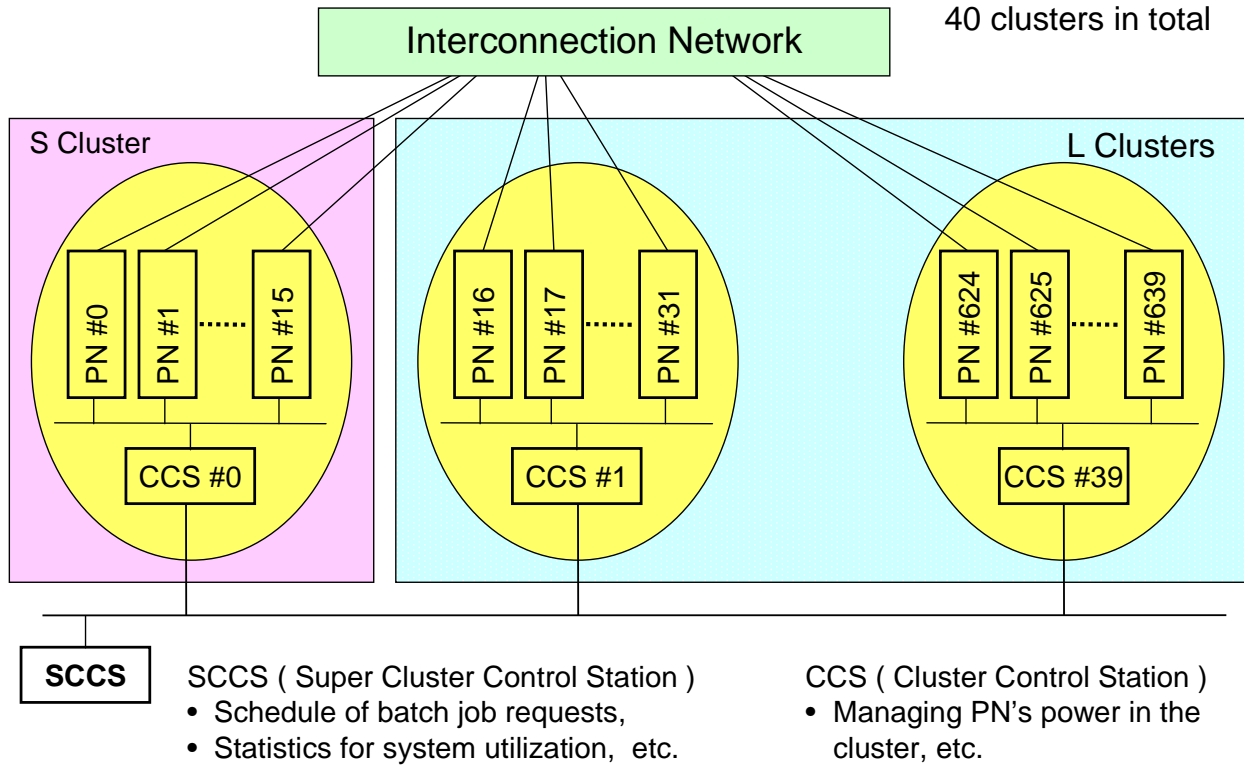 40 clusters in total
Interconnection Network
S Cluster
L Clusters
PN #0
PN #1
PN #15
PN #16
PN #17
PN #31
PN #624
PN #625
PN #639
CCS #0
CCS #1
CCS #39
SCCS
SCCS ( Super Cluster Control Station )
• Schedule of batch job requests,
• Statistics for system utilization, etc.
CCS ( Cluster Control Station )
• Managing PN's power in the
cluster, etc.